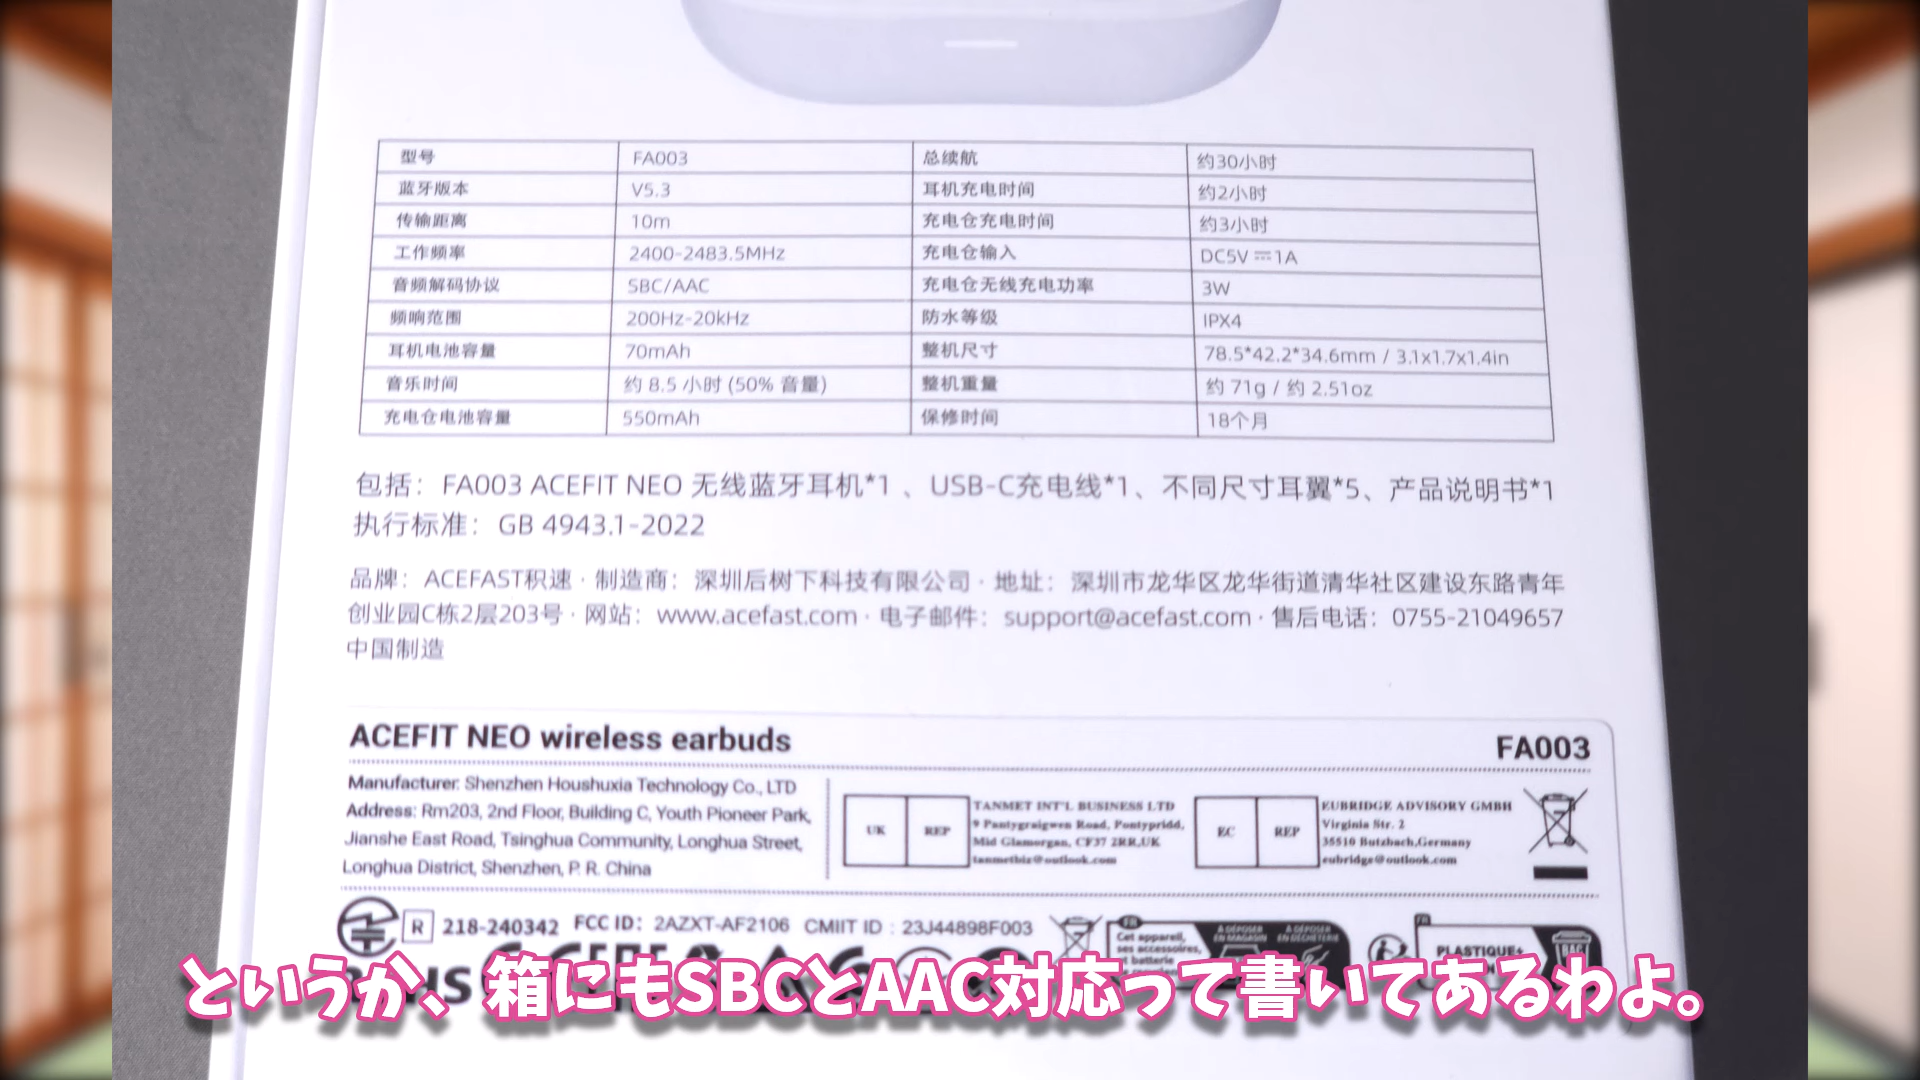 型号 FA003 总续航 约30小时
蓝牙版本 V5.3 耳机充电时间 约2小时
传输距离 10m 充电仓充电时间 约3小时
工作频率 2400-2483.5MHz 充电仓输入 DC5V⎓1A
音频解码协议 SBC/AAC 充电仓无线充电功率 3W
频响范围 200Hz-20kHz 防水等级 IPX4
耳机电池容量 70mAh 整机尺寸 78.5*42.2*34.6mm / 3.1x1.7x1.4in
音乐时间 约 8.5 小时 (50% 音量) 整机重量 约 71g / 约 2.51oz
充电仓电池容量 550mAh 保修时间 18个月
包括：FA003 ACEFIT NEO 无线蓝牙耳机*1 、USB-C充电线*1、不同尺寸耳翼*5、产品说明书*1
执行标准：GB 4943.1-2022
品牌：ACEFAST积速 · 制造商：深圳后树下科技有限公司 · 地址：深圳市龙华区龙华街道清华社区建设东路青年
创业园C栋2层203号 · 网站：www.acefast.com · 电子邮件：support@acefast.com · 售后电话：0755-21049657
中国制造
ACEFIT NEO wireless earbuds
FA003
Manufacturer: Shenzhen Houshuxia Technology Co., LTD
Address: Rm203, 2nd Floor, Building C, Youth Pioneer Park,
Jianshe East Road, Tsinghua Community, Longhua Street,
Longhua District, Shenzhen, P. R. China
UK REP
TANMET INT'L BUSINESS LTD
9 Pantygraigwen Road, Pontypridd,
Mid Glamorgan, CF37 2RR,UK
tanmetbiz@outlook.com
EC REP
EUBRIDGE ADVISORY GMBH
Virginia Str. 2
35510 Butzbach,Germany
eubridge@outlook.com
R 218-240342 FCC ID: 2AZXT-AF2106 CMIIT ID : 23J44898F003
FR
Cet appareil,
ses accessoires,
et batterie
À DÉPOSER
EN MAGASIN
À DÉPOSER
EN DÉCHÈTERIE
FR
PLASTIQUE+
BAC
というか、箱にもSBCとAAC対応って書いてあるわよ。